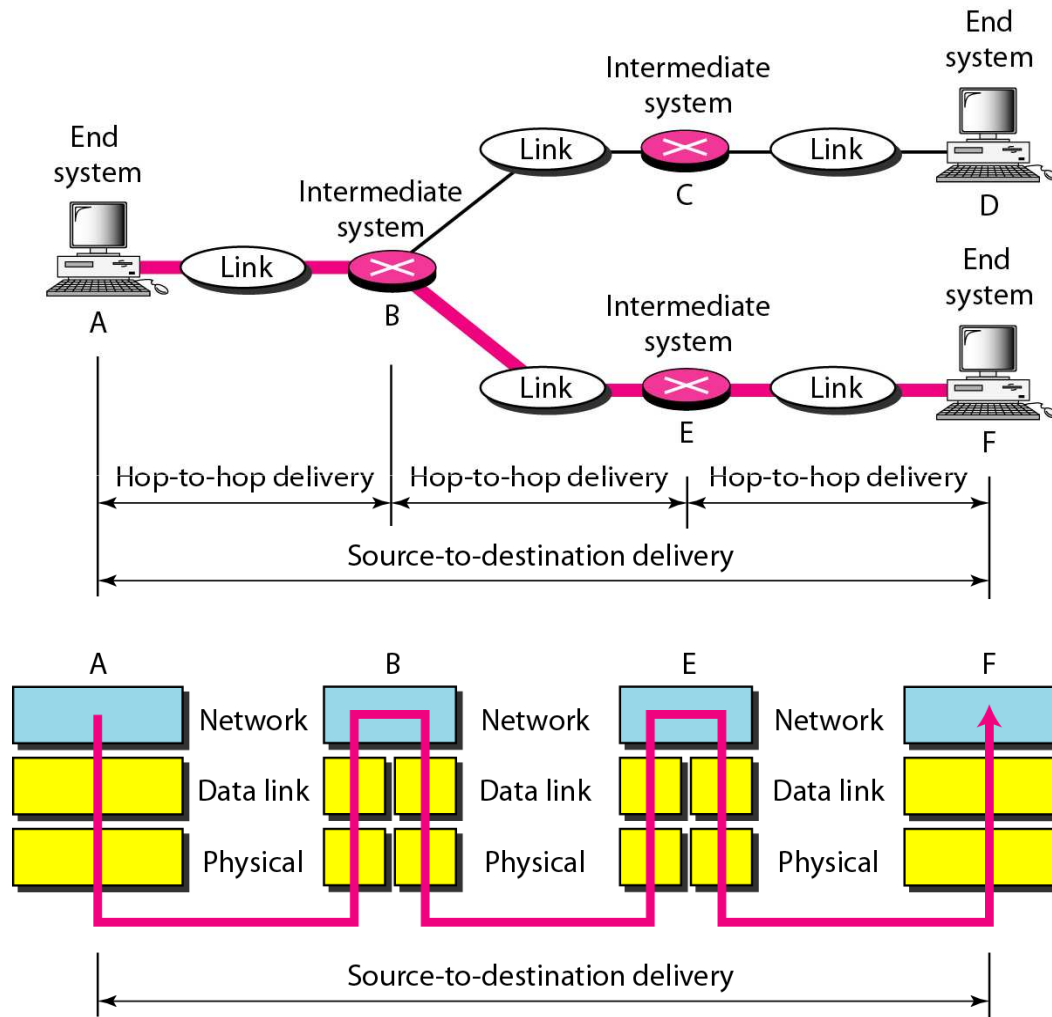 End
system
Intermediate
system
Link
C
Link
D
End
system
A
Link
Intermediate
system
B
End
system
Intermediate
system
Link
E
Link
F
Hop-to-hop delivery
Hop-to-hop delivery
Hop-to-hop delivery
Source-to-destination delivery
A
B
E
F
Network
Network
Network
Data link
Data link
Data link
Physical
Physical
Physical
Source-to-destination delivery